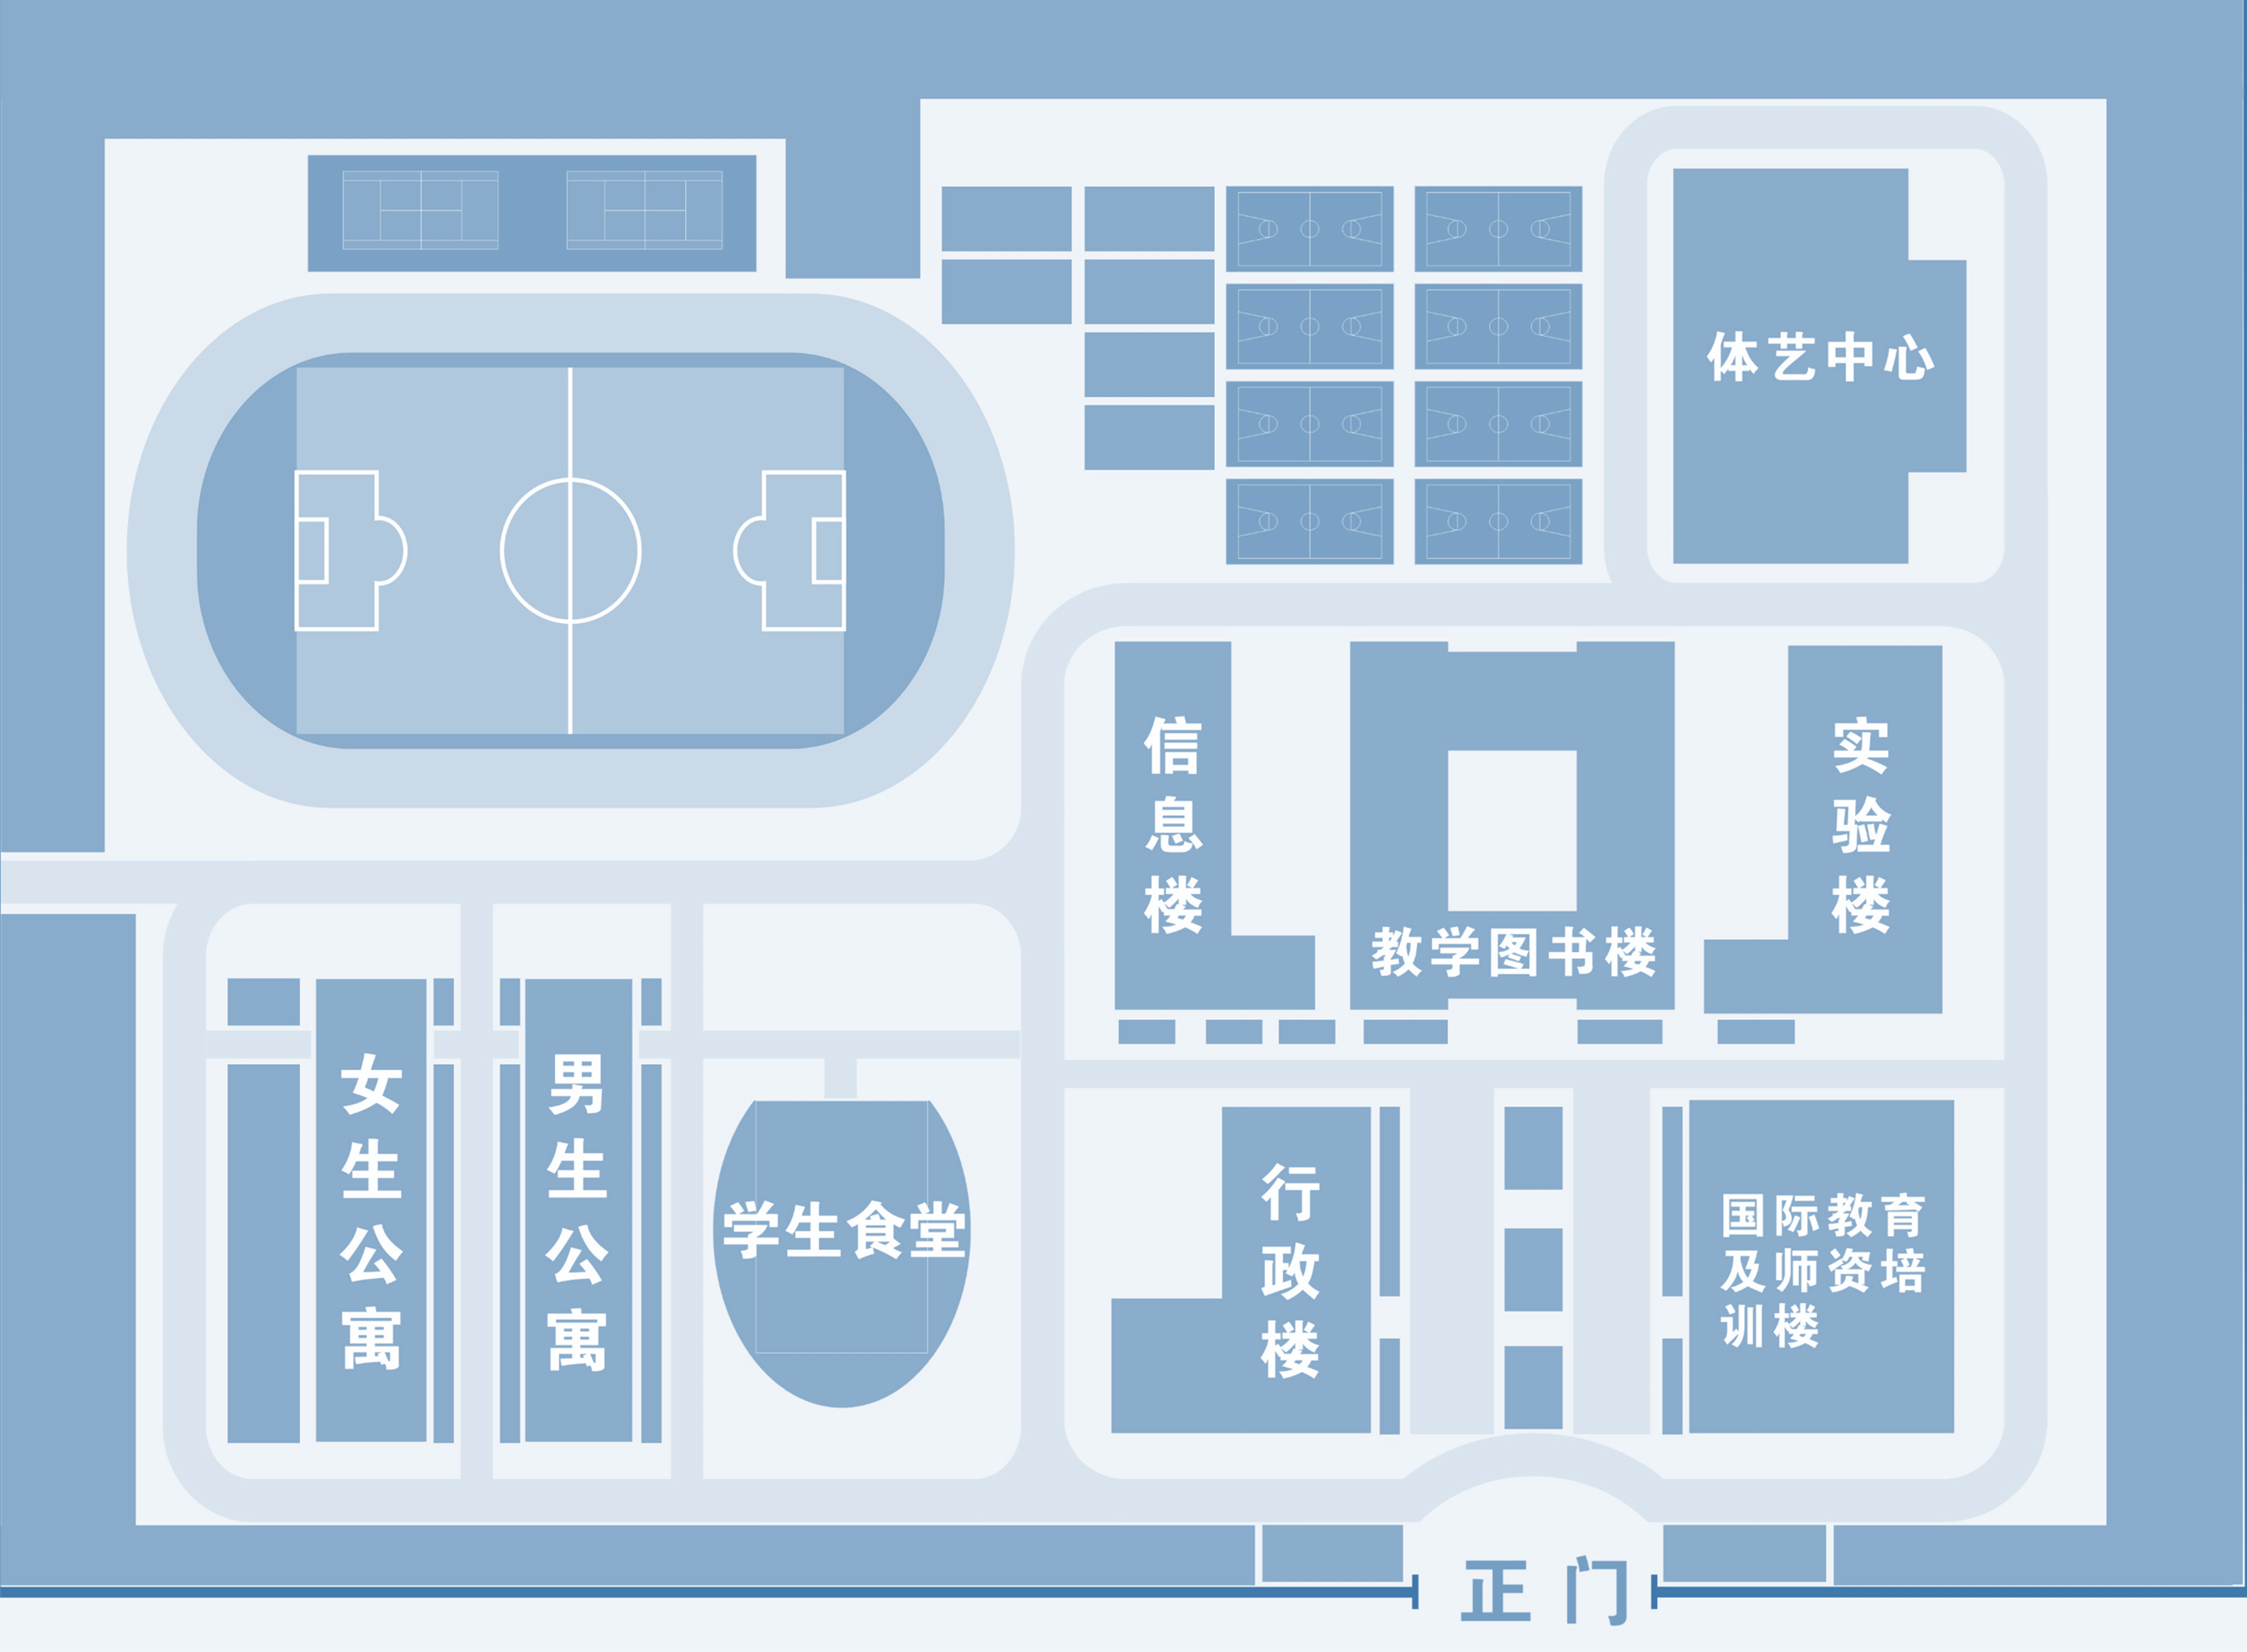 体艺中心
信息楼
教学图书楼
实验楼
女生公寓
男生公寓
学生食堂
行政楼
国际教育
及师资培
训楼
正门